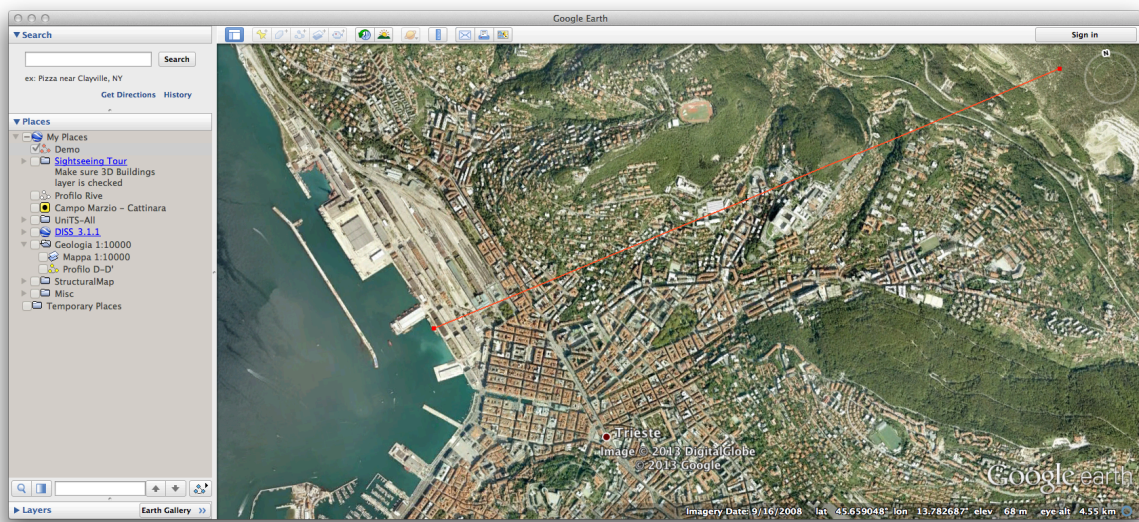 Google Earth
Search
Search
ex: Pizza near Clayville, NY
Get Directions History
Places
My Places
Demo
Sightseeing Tour
Make sure 3D Buildings
layer is checked
Profilo Rive
Campo Marzio - Cattinara
UniTS-All
DISS 3.1.1
Geologia 1:10000
Mappa 1:10000
Profilo D-D'
StructuralMap
Misc
Temporary Places
Layers
Earth Gallery >>
Sign in
N
Trieste
Image © 2013 DigitalGlobe
© 2013 Google
Google earth
Imagery Date: 9/16/2008 lat 45.659048° lon 13.782687° elev 68 m eye alt 4.55 km